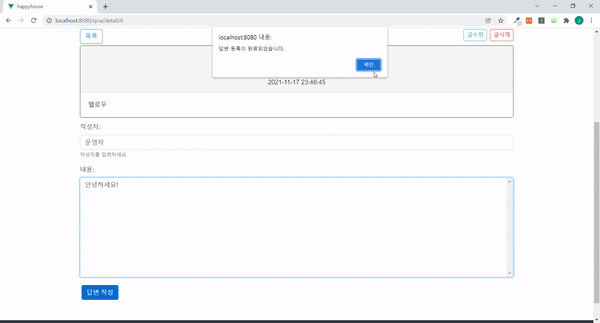 happyhouse
localhost:8080/qna/detail/6
목록
localhost:8080 내용:
답변 등록이 완료되었습니다.
확인
글수정
글삭제
2021-11-17 23:46:45
헬로우
작성자:
운영자
작성자를 입력하세요
내용:
안녕하세요!
답변 작성